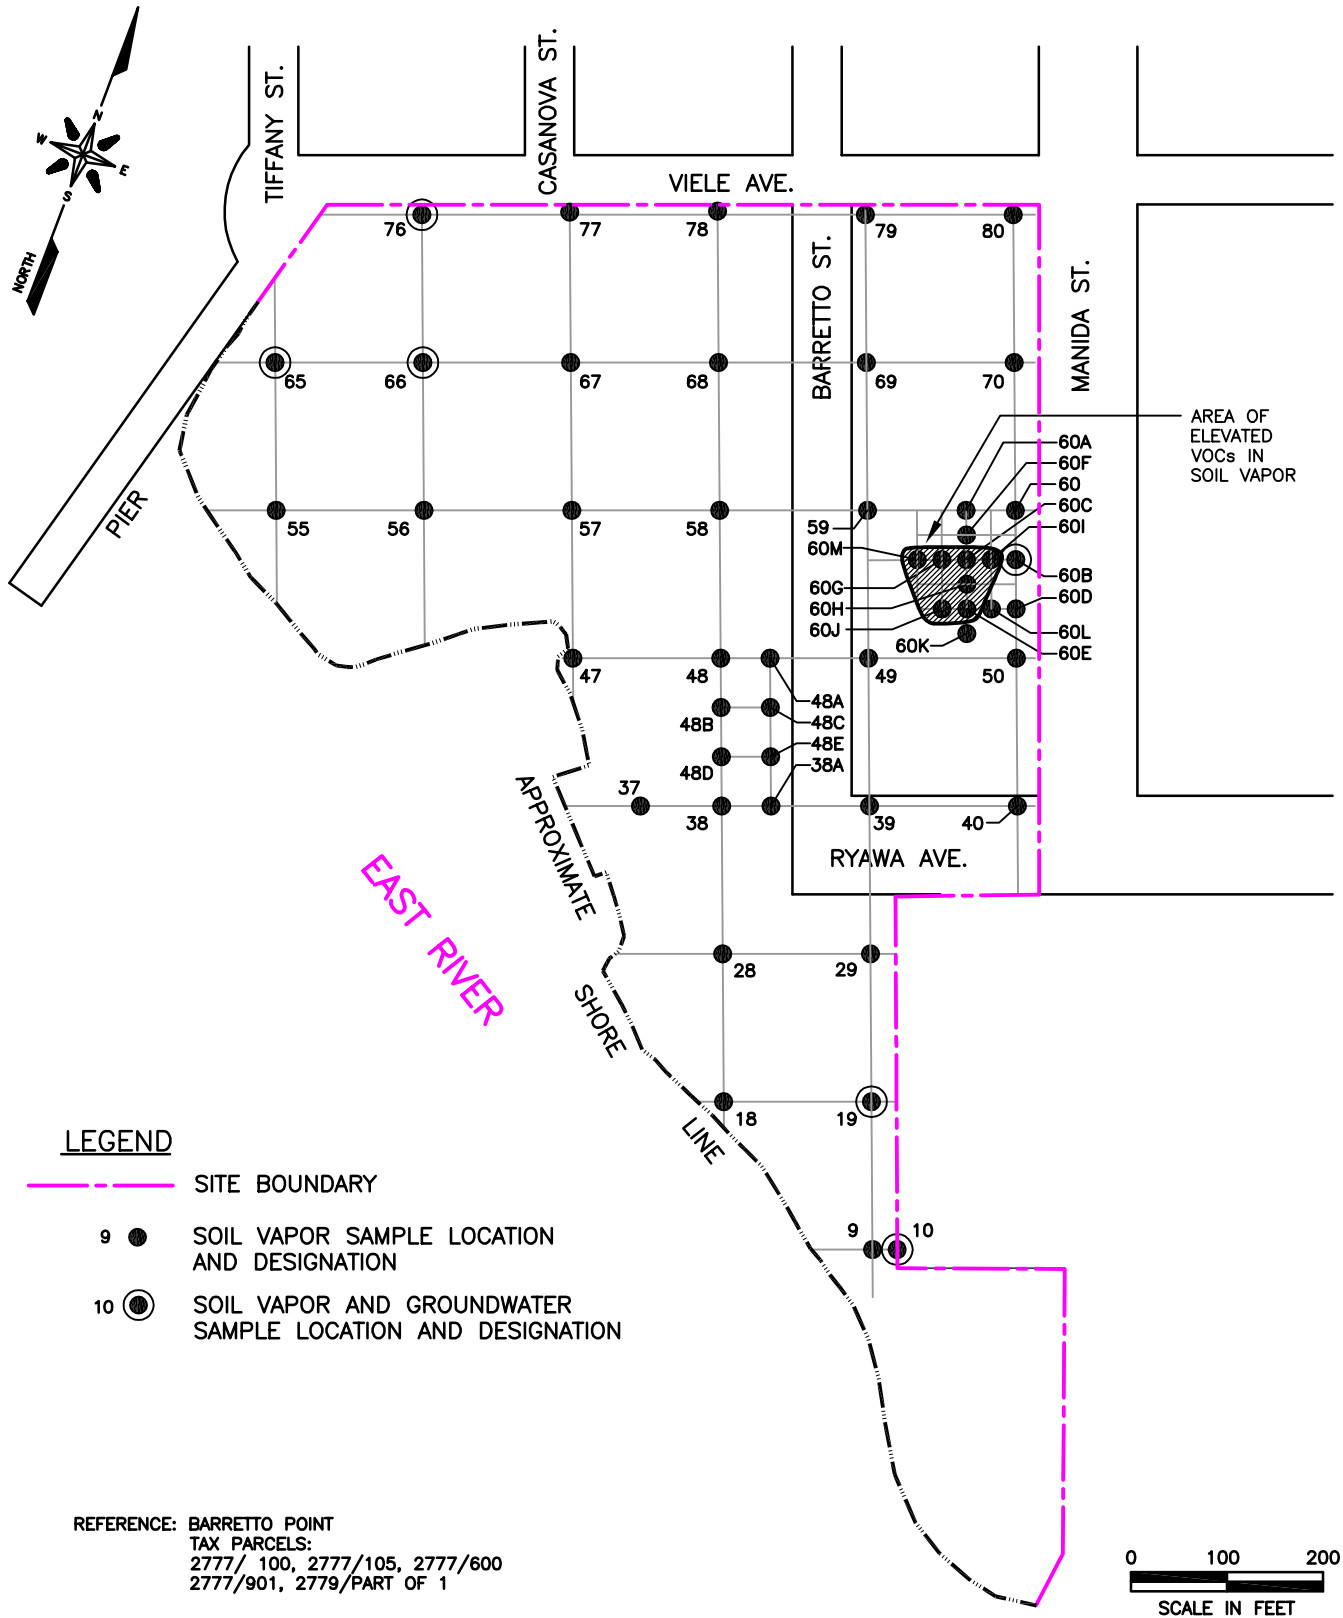 TIFFANY ST.
CASANOVA ST.
VIELE AVE.
N
W
E
S
NORTH
76
77
78
79
80
BARRETTO ST.
MANIDA ST.
65
66
67
68
69
70
AREA OF
ELEVATED
VOCs IN
SOIL VAPOR
60A
60F
60
60C
60I
60B
60D
60L
60E
PIER
55
56
57
58
59
60M
60G
60H
60J
60K
47
48
49
50
48A
48B
48C
48E
48D
38A
37
38
39
40
APPROXIMATE
SHORE
LINE
RYAWA AVE.
EAST RIVER
28
29
18
19
9
10
LEGEND
SITE BOUNDARY
9 SOIL VAPOR SAMPLE LOCATION
AND DESIGNATION
10 SOIL VAPOR AND GROUNDWATER
SAMPLE LOCATION AND DESIGNATION
REFERENCE: BARRETTO POINT
TAX PARCELS:
2777/ 100, 2777/105, 2777/600
2777/901, 2779/PART OF 1
0 100 200
SCALE IN FEET